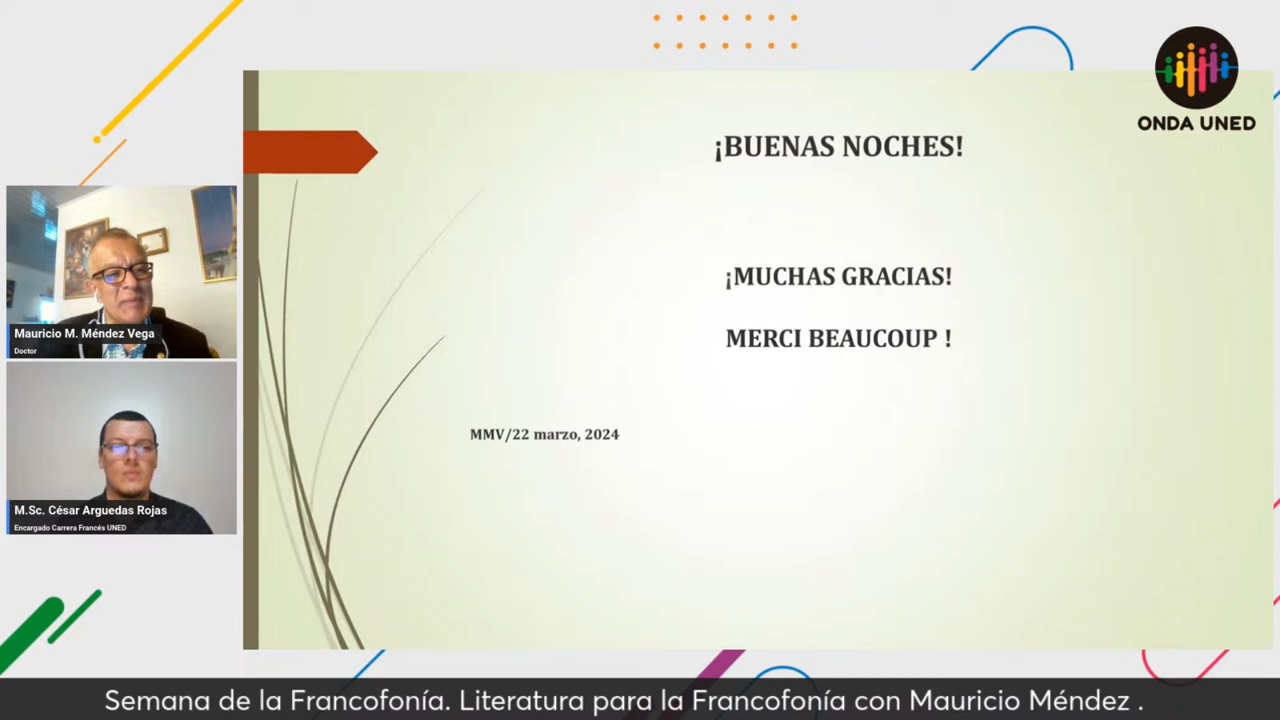 ONDA UNED
¡BUENAS NOCHES!
¡MUCHAS GRACIAS!
MERCI BEAUCOUP !
MMV/22 marzo, 2024
Mauricio M. Méndez Vega
Doctor
M.Sc. César Arguedas Rojas
Encargado Carrera Francés UNED
Semana de la Francofonía. Literatura para la Francofonía con Mauricio Méndez .